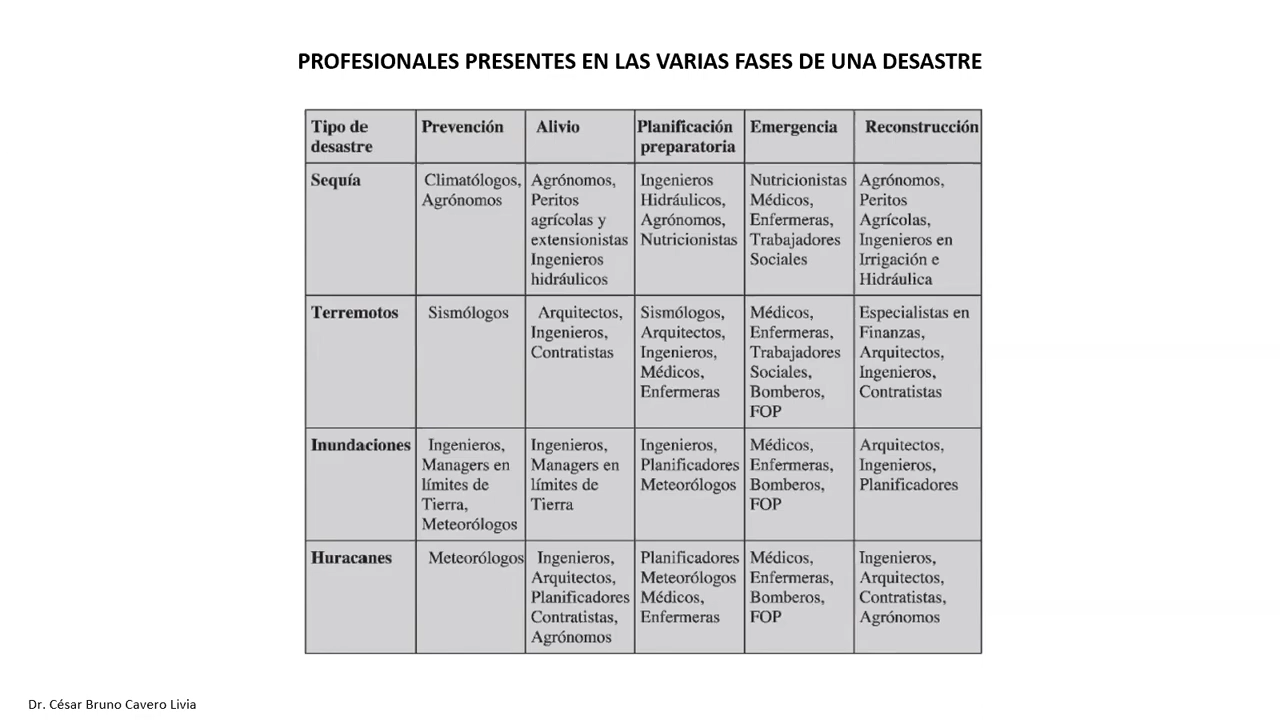 PROFESIONALES PRESENTES EN LAS VARIAS FASES DE UNA DESASTRE
Tipo de desastre | Prevención | Alivio | Planificación preparatoria | Emergencia | Reconstrucción
Sequía | Climatólogos, Agrónomos | Agrónomos, Peritos agrícolas y extensionistas Ingenieros hidráulicos | Ingenieros Hidráulicos, Agrónomos, Nutricionistas | Nutricionistas Médicos, Enfermeras, Trabajadores Sociales | Agrónomos, Peritos Agrícolas, Ingenieros en Irrigación e Hidráulica
Terremotos | Sismólogos | Arquitectos, Ingenieros, Contratistas | Sismólogos, Arquitectos, Ingenieros, Médicos, Enfermeras | Médicos, Enfermeras, Trabajadores Sociales, Bomberos, FOP | Especialistas en Finanzas, Arquitectos, Ingenieros, Contratistas
Inundaciones | Ingenieros, Managers en límites de Tierra, Meteorólogos | Ingenieros, Managers en límites de Tierra | Ingenieros, Planificadores Meteorólogos | Médicos, Enfermeras, Bomberos, FOP | Arquitectos, Ingenieros, Planificadores
Huracanes | Meteorólogos | Ingenieros, Arquitectos, Planificadores Contratistas, Agrónomos | Planificadores Meteorólogos Médicos, Enfermeras | Médicos, Enfermeras, Bomberos, FOP | Ingenieros, Arquitectos, Contratistas, Agrónomos
Dr. César Bruno Cavero Livia